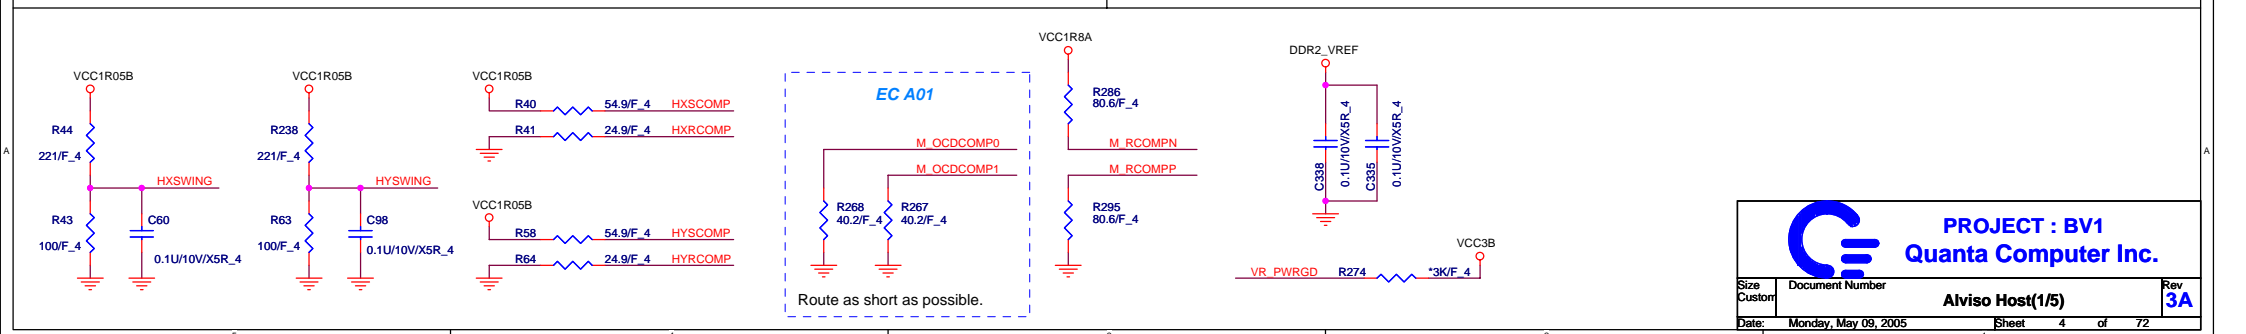 VCC1R05B
R44
221/F_4
HXSWING
R43
100/F_4
C60
0.1U/10V/X5R_4
VCC1R05B
R238
221/F_4
HYSWING
R63
100/F_4
C98
0.1U/10V/X5R_4
VCC1R05B
R40 54.9/F_4 HXSCOMP
R41 24.9/F_4 HXRCOMP
VCC1R05B
R58 54.9/F_4 HYSCOMP
R64 24.9/F_4 HYRCOMP
EC A01
M_OCDCOMP0
M_OCDCOMP1
R268
40.2/F_4
R267
40.2/F_4
Route as short as possible.
VCC1R8A
R286
80.6/F_4
M_RCOMPN
M_RCOMPP
R295
80.6/F_4
DDR2_VREF
C338
0.1U/10V/X5R_4
C335
0.1U/10V/X5R_4
VCC3B
VR_PWRGD R274 *3K/F_4
A
A
PROJECT : BV1
Quanta Computer Inc.
Size
Custom
Document Number
Alviso Host(1/5)
Rev
3A
Date: Monday, May 09, 2005 Sheet 4 of 72